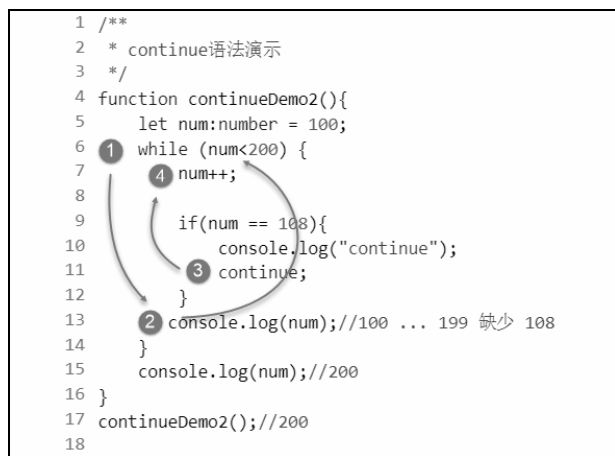 1 /**
2  * continue语法演示
3  */
4 function continueDemo2(){
5     let num:number = 100;
6 ① while (num<200) {
7     ④ num++;
8
9         if(num == 108){
10             console.log("continue");
11         ③ continue;
12         }
13     ② console.log(num);//100 ... 199 缺少 108
14     }
15     console.log(num);//200
16 }
17 continueDemo2();//200
18